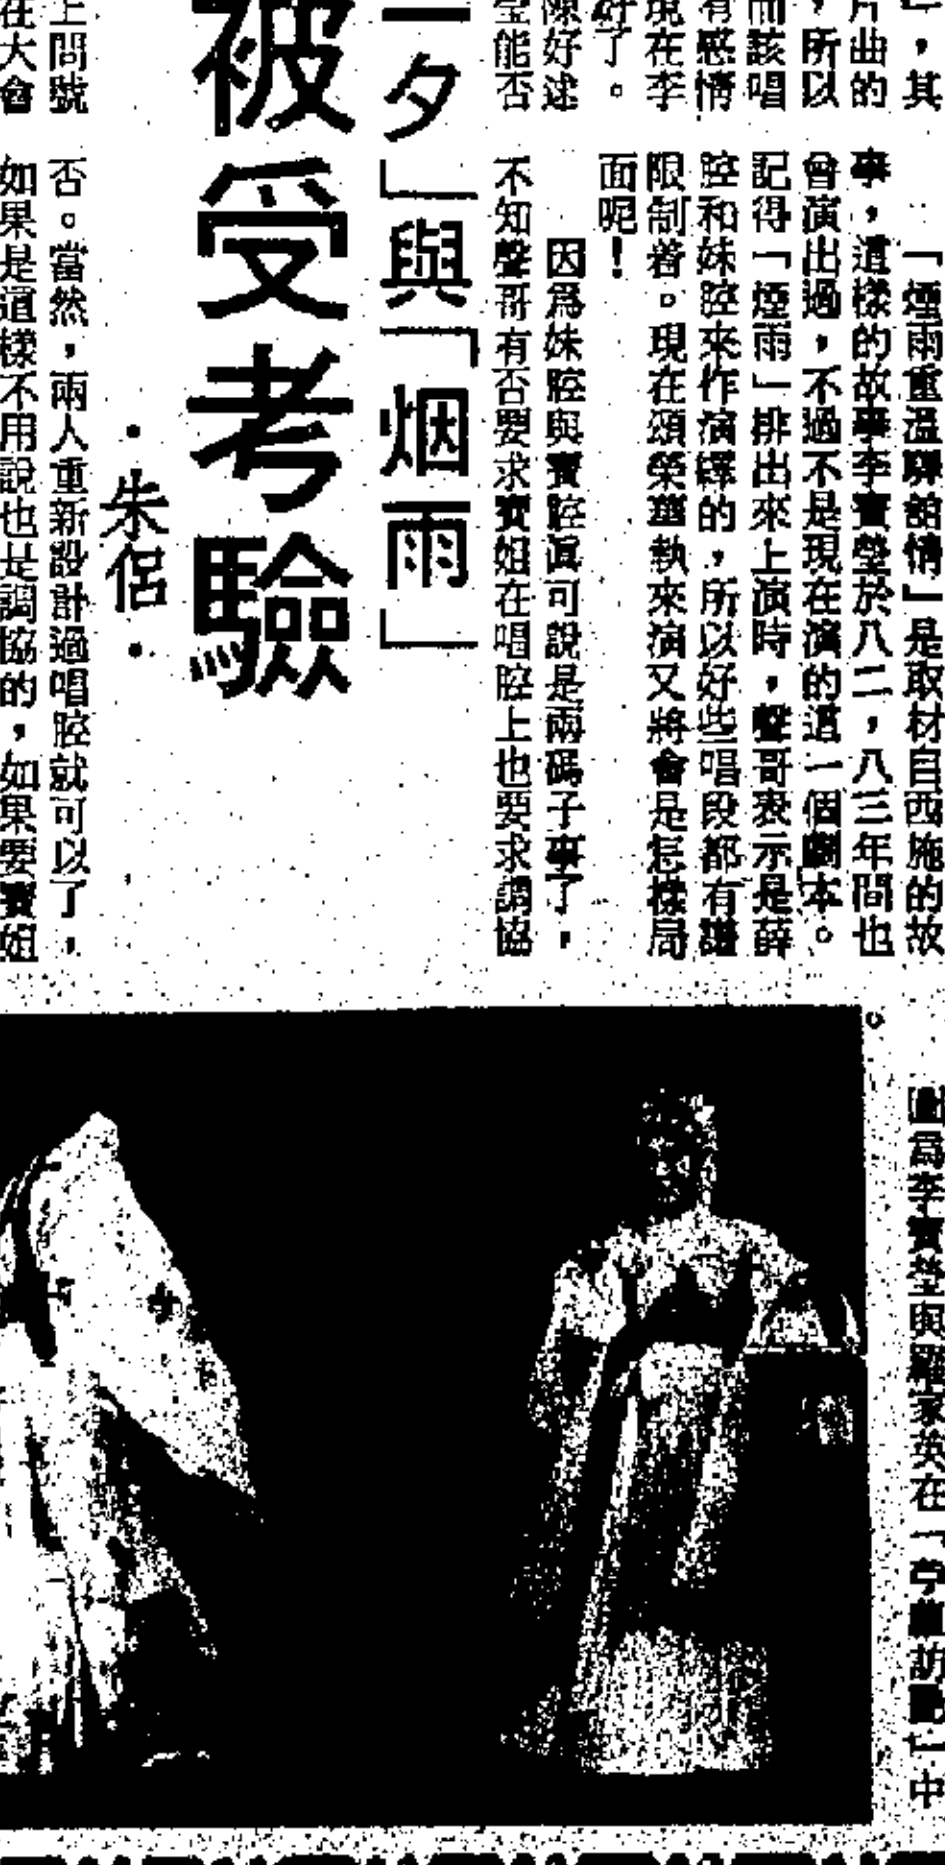 」，其
片曲的
，所以
而該唱
有感情
現在李
好了。
陳好逑
瑩能否
一夕」與「烟雨」
被受考驗
·朱侶·
上問號
在大會
「煙雨重溫驛館情」是取材自西施的故
事，這樣的故事李寶瑩於八二，八三年間也
曾演出過，不過不是現在演的這一個劇本。
記得「煙雨」排出來上演時，聲哥表示是薛
腔和妹腔來作演繹的，所以好些唱段都有譜
限制着。現在頌榮華執來演又將會是怎樣局
面呢！
因為妹腔與寶腔眞可說是兩碼子事了，
不知聲哥有否要求寶姐在唱腔上也要求調協
否。當然，兩人重新設計過唱腔就可以了，
如果是這樣不用說也是調協的，如果要寶姐
圖為李寶瑩與羅家英在「章臺訪艷」中
。